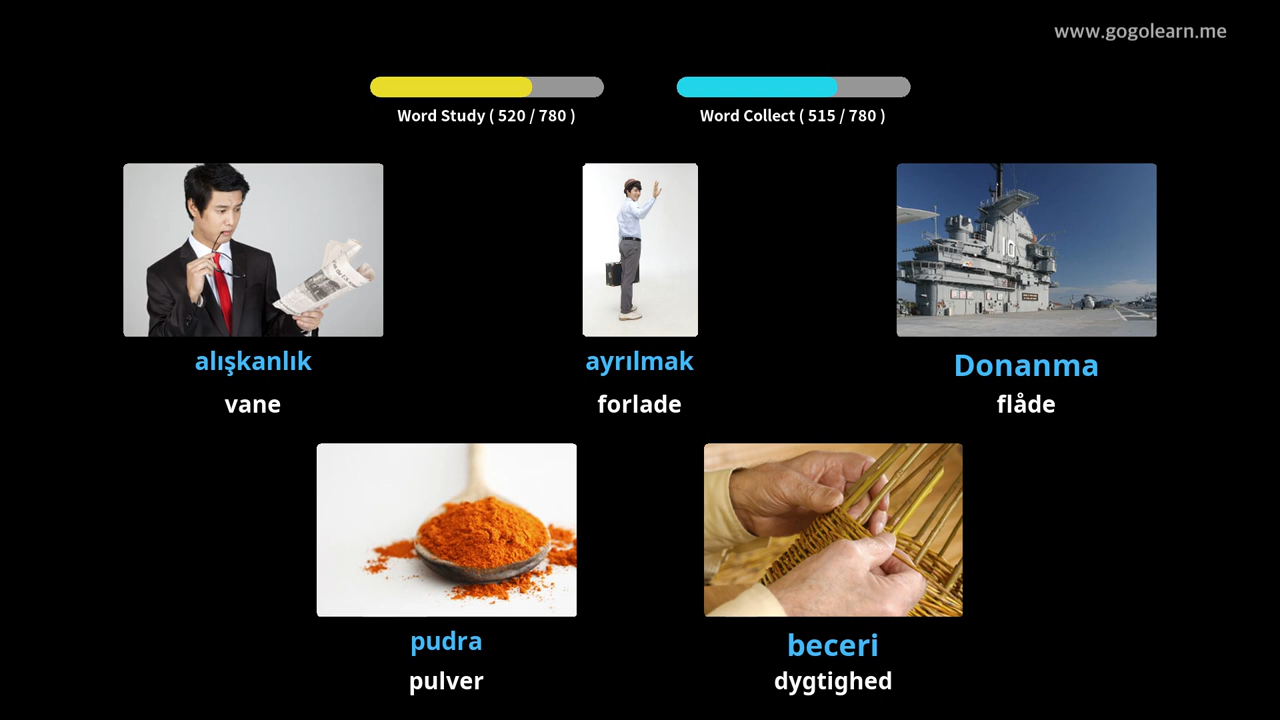 www.gogolearn.me
Word Study ( 520 / 780 )
Word Collect ( 515 / 780 )
10
alışkanlık
ayrılmak
Donanma
vane
forlade
flåde
pudra
beceri
pulver
dygtighed